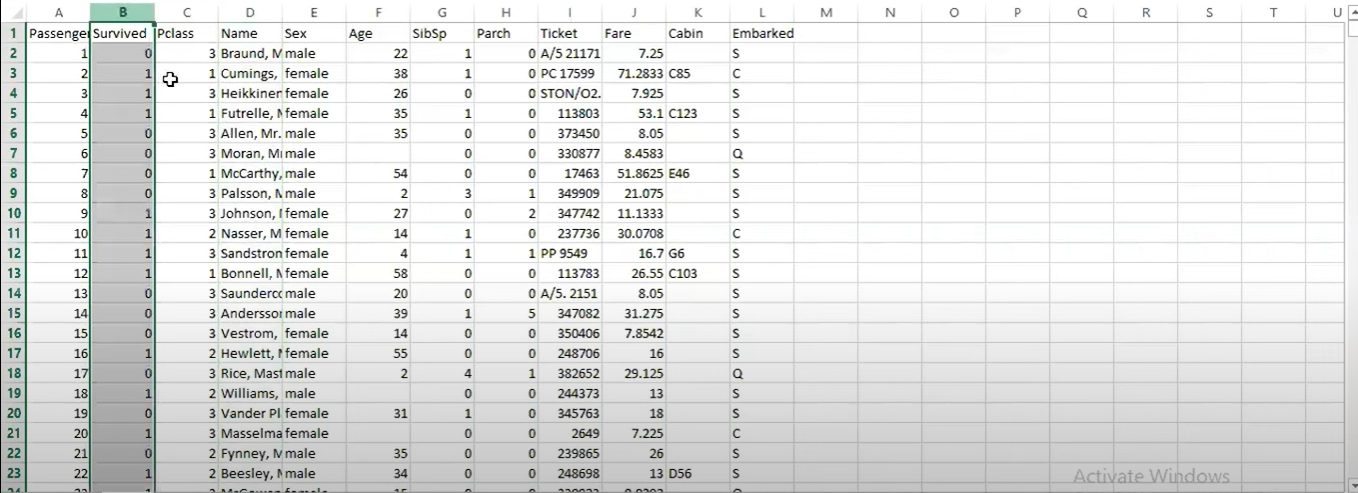 A B C D E F G H I J K L M N O P Q R S T U
1 Passenger Survived Pclass Name Sex Age SibSp Parch Ticket Fare Cabin Embarked
2 1 0 3 Braund, M male 22 1 0 A/5 21171 7.25 S
3 2 1 1 Cumings, female 38 1 0 PC 17599 71.2833 C85 C
4 3 1 3 Heikkinen female 26 0 0 STON/O2. 7.925 S
5 4 1 1 Futrelle, M female 35 1 0 113803 53.1 C123 S
6 5 0 3 Allen, Mr. male 35 0 0 373450 8.05 S
7 6 0 3 Moran, Mr male 0 0 330877 8.4583 Q
8 7 0 1 McCarthy, male 54 0 0 17463 51.8625 E46 S
9 8 0 3 Palsson, M male 2 3 1 349909 21.075 S
10 9 1 3 Johnson, female 27 0 2 347742 11.1333 S
11 10 1 2 Nasser, M female 14 1 0 237736 30.0708 C
12 11 1 3 Sandstrom female 4 1 1 PP 9549 16.7 G6 S
13 12 1 1 Bonnell, M female 58 0 0 113783 26.55 C103 S
14 13 0 3 Saunderco male 20 0 0 A/5. 2151 8.05 S
15 14 0 3 Andersson male 39 1 5 347082 31.275 S
16 15 0 3 Vestrom, female 14 0 0 350406 7.8542 S
17 16 1 2 Hewlett, female 55 0 0 248706 16 S
18 17 0 3 Rice, Mast male 2 4 1 382652 29.125 Q
19 18 1 2 Williams, male 0 0 244373 13 S
20 19 0 3 Vander Pl female 31 1 0 345763 18 S
21 20 1 3 Masselma female 0 0 2649 7.225 C
22 21 0 2 Fynney, M male 35 0 0 239865 26 S
23 22 1 2 Beesley, M male 34 0 0 248698 13 D56 S
Activate Windows